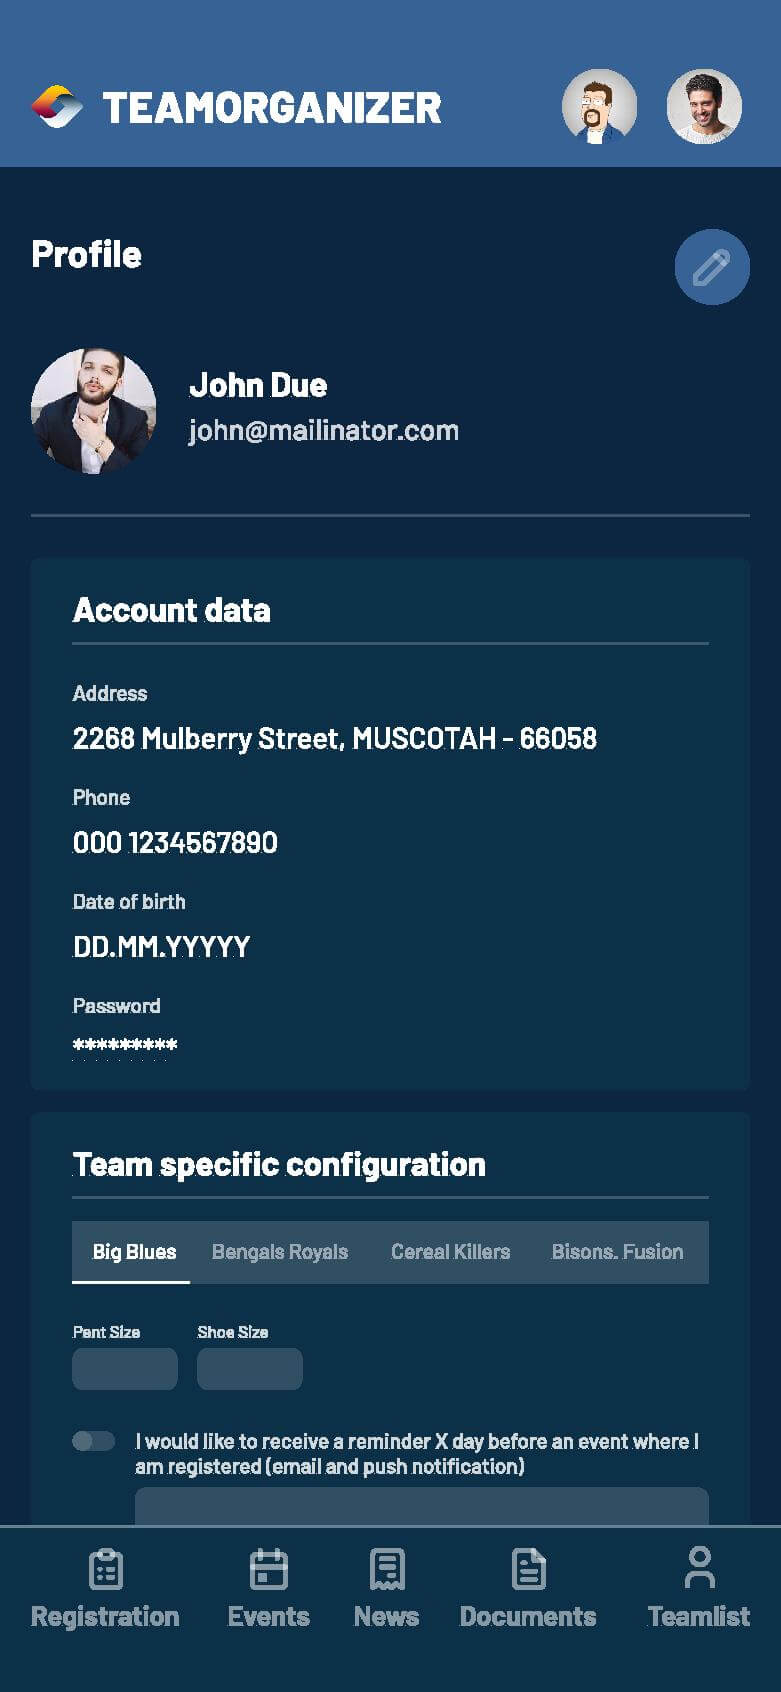 TEAMORGANIZER
Profile
John Due
john@mailinator.com
Account data
Address
2268 Mulberry Street, MUSCOTAH - 66058
Phone
000 1234567890
Date of birth
DD.MM.YYYYY
Password
*********
Team specific configuration
Big Blues Bengals Royals Cereal Killers Bisons. Fusion
Pant Size Shoe Size
I would like to receive a reminder X day before an event where I
am registered (email and push notification)
Registration Events News Documents Teamlist